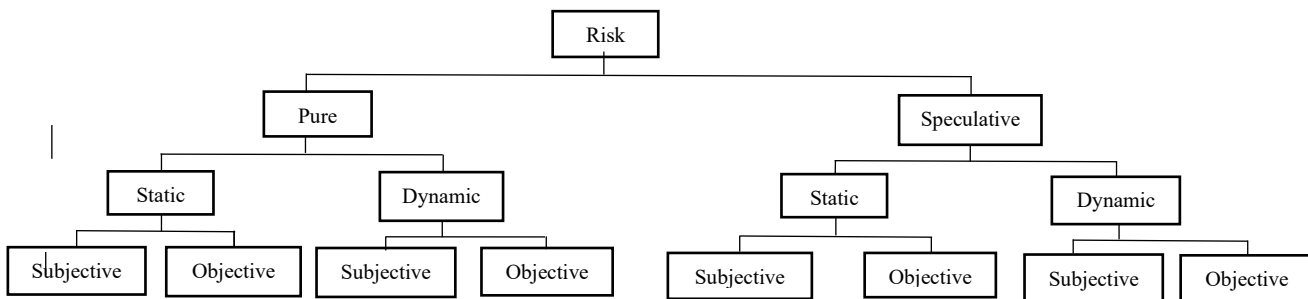 Risk
Pure
Speculative
Static
Dynamic
Static
Dynamic
Subjective
Objective
Subjective
Objective
Subjective
Objective
Subjective
Objective